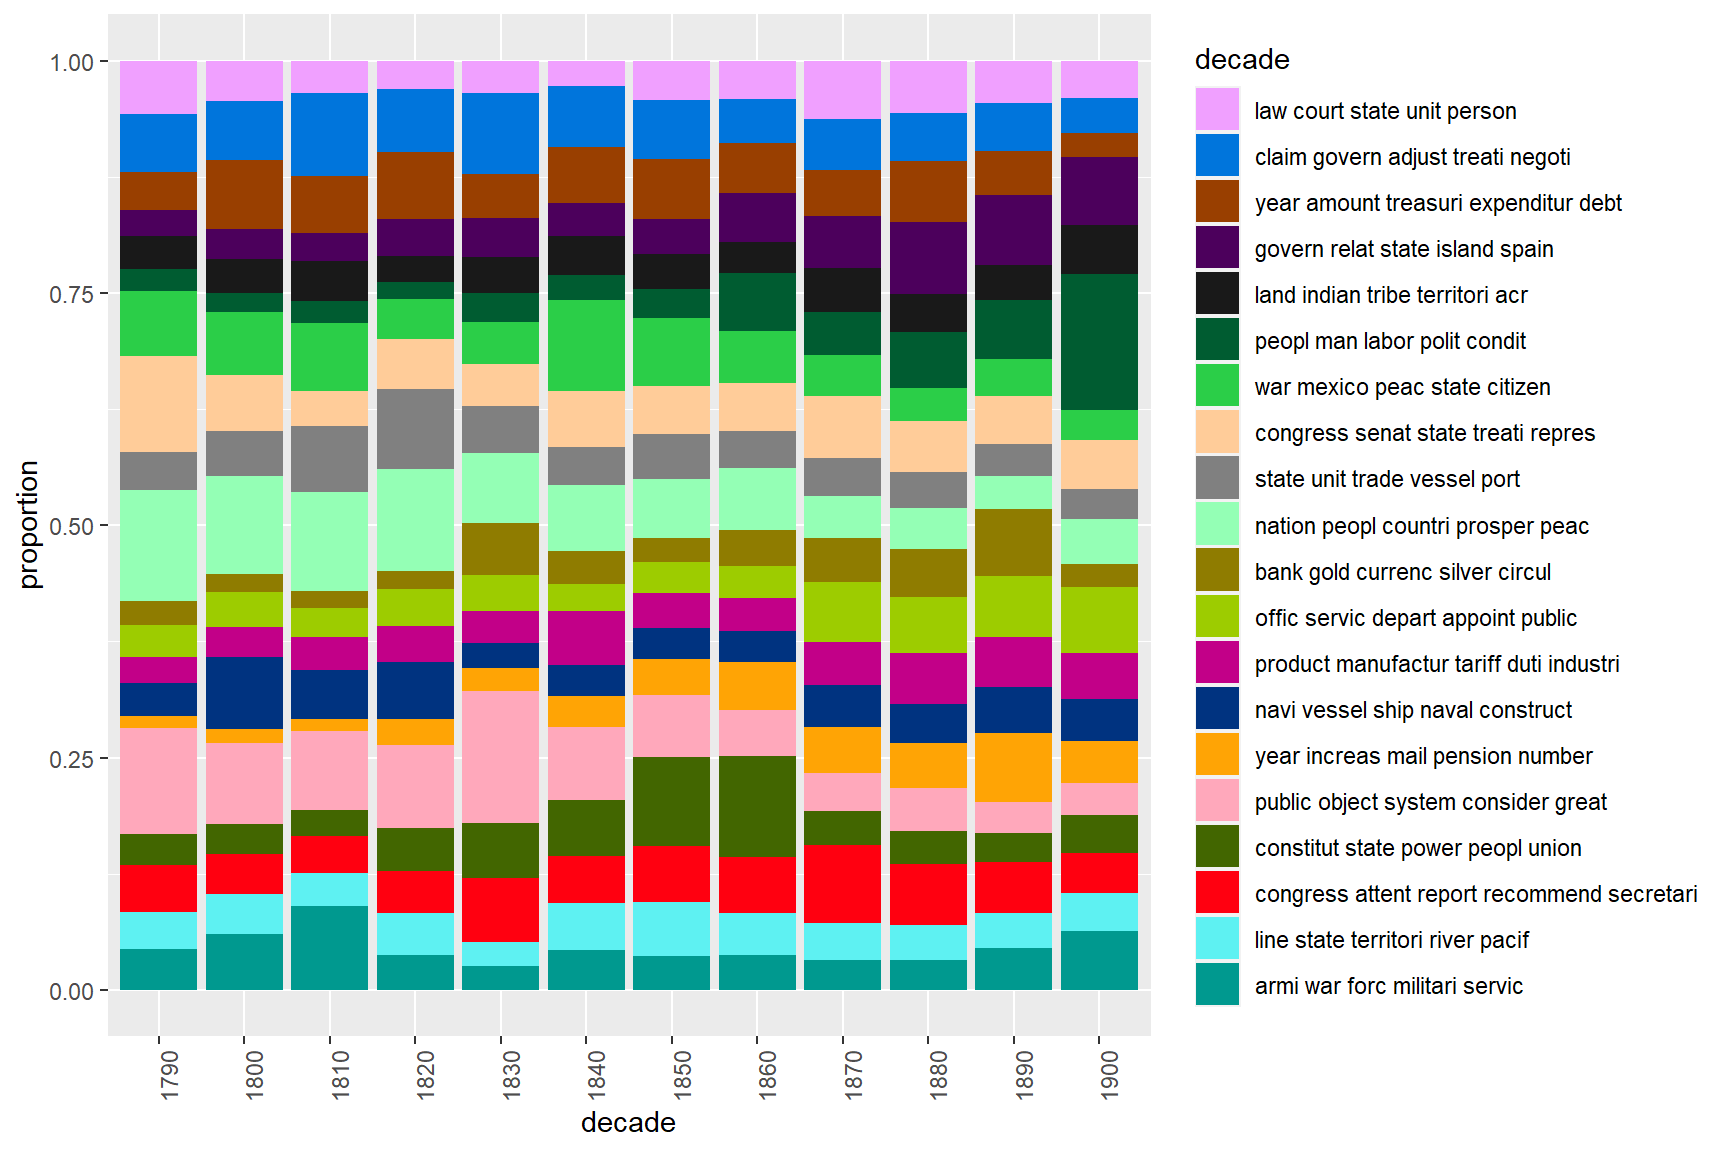 proportion
1.00
0.75
0.50
0.25
0.00
1790
1800
1810
1820
1830
1840
1850
1860
1870
1880
1890
1900
decade
decade
law court state unit person
claim govern adjust treati negoti
year amount treasuri expenditur debt
govern relat state island spain
land indian tribe territori acr
peopl man labor polit condit
war mexico peac state citizen
congress senat state treati repres
state unit trade vessel port
nation peopl countri prosper peac
bank gold currenc silver circul
offic servic depart appoint public
product manufactur tariff duti industri
navi vessel ship naval construct
year increas mail pension number
public object system consider great
constitut state power peopl union
congress attent report recommend secretari
line state territori river pacif
armi war forc militari servic